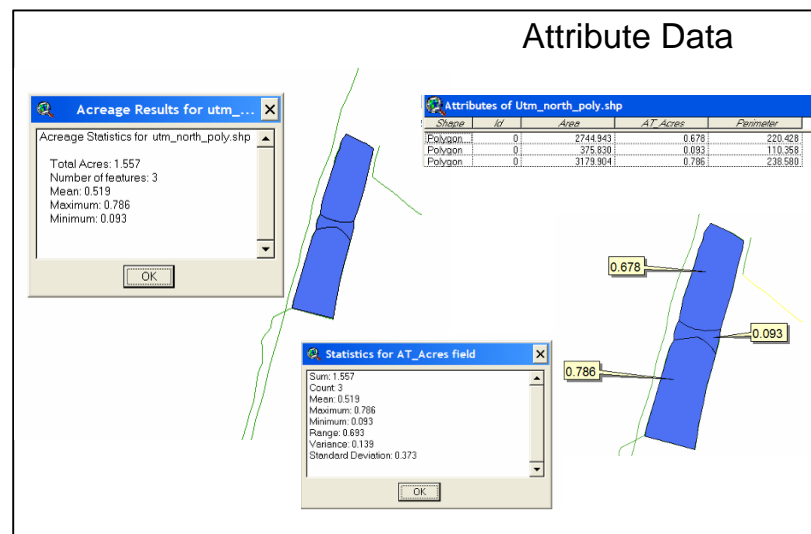 Attribute Data
Acreage Results for utm_...
Acreage Statistics for utm_north_poly.shp
Total Acres: 1.557
Number of features: 3
Mean: 0.519
Maximum: 0.786
Minimum: 0.093
OK
Attributes of Utm_north_poly.shp
Shape Id Area AT_Acres Perimeter
Polygon 0 2744.943 0.678 220.428
Polygon 0 375.830 0.093 110.358
Polygon 0 3179.904 0.786 238.580
0.678
0.093
0.786
Statistics for AT_Acres field
Sum: 1.557
Count: 3
Mean: 0.519
Maximum: 0.786
Minimum: 0.093
Range: 0.693
Variance: 0.139
Standard Deviation: 0.373
OK